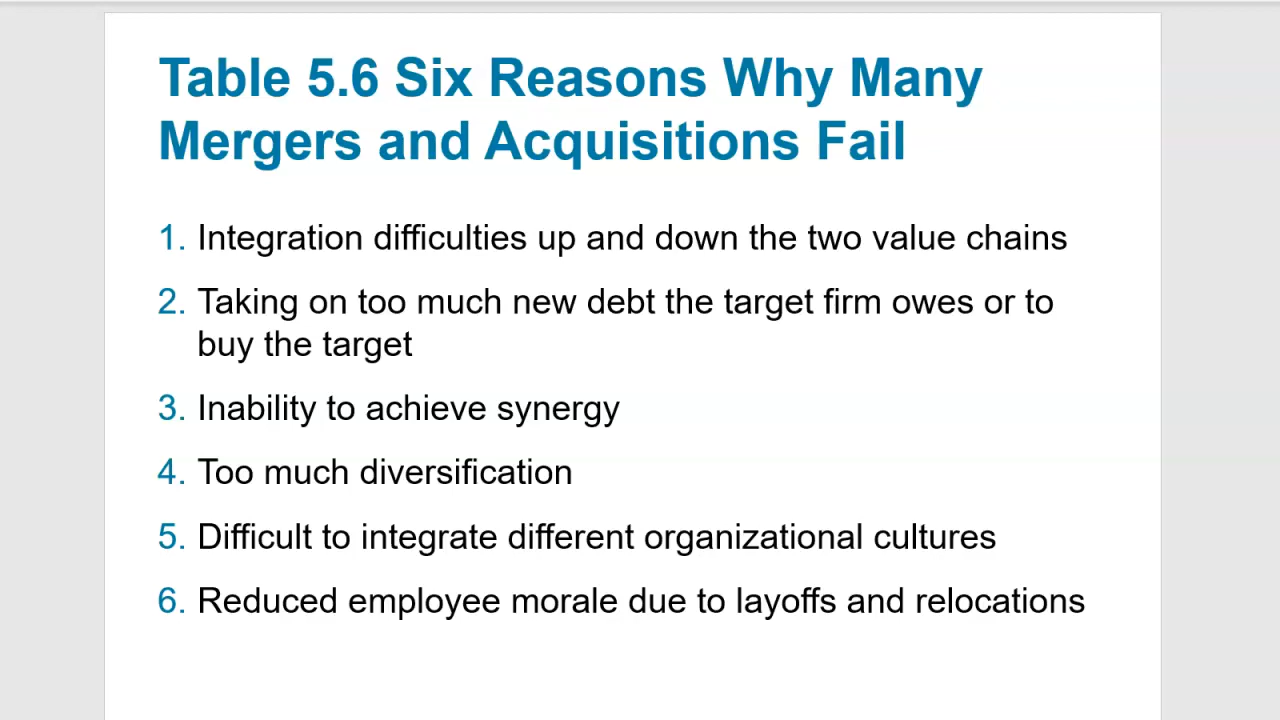 Table 5.6 Six Reasons Why Many
Mergers and Acquisitions Fail
1. Integration difficulties up and down the two value chains
2. Taking on too much new debt the target firm owes or to
buy the target
3. Inability to achieve synergy
4. Too much diversification
5. Difficult to integrate different organizational cultures
6. Reduced employee morale due to layoffs and relocations